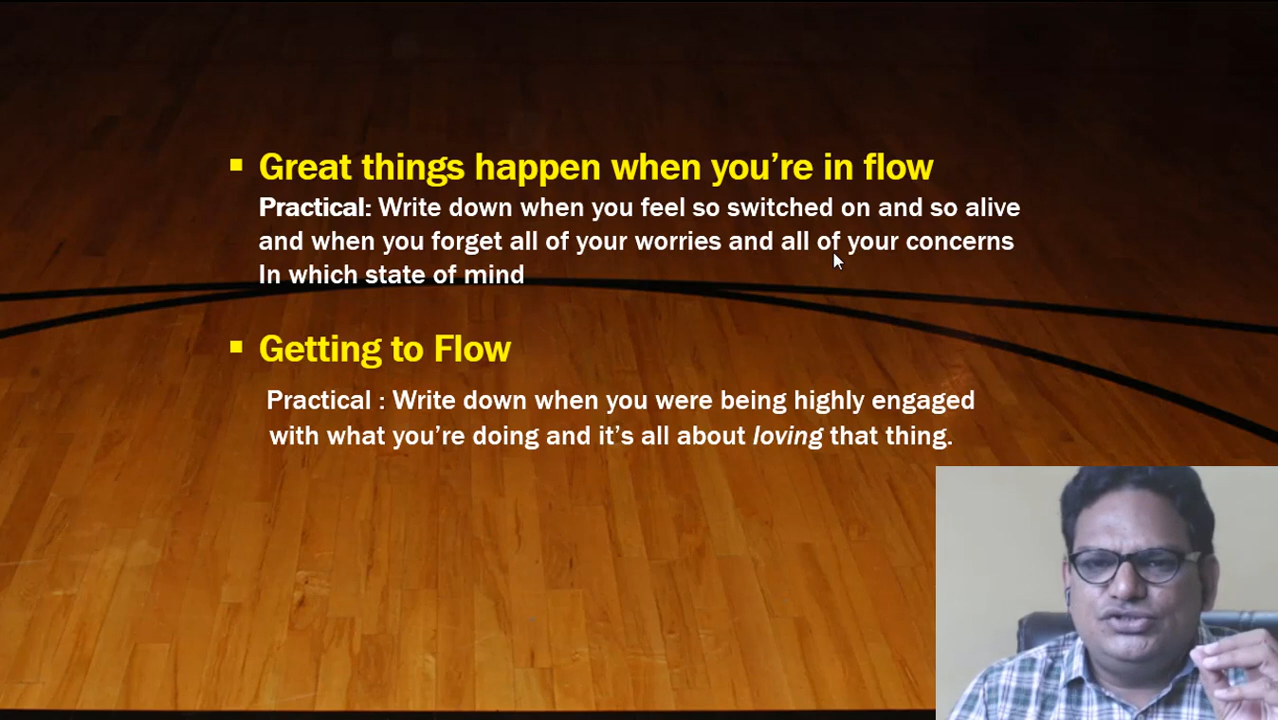 ▪ Great things happen when you’re in flow
Practical: Write down when you feel so switched on and so alive
and when you forget all of your worries and all of your concerns
In which state of mind
▪ Getting to Flow
Practical : Write down when you were being highly engaged
with what you’re doing and it’s all about loving that thing.